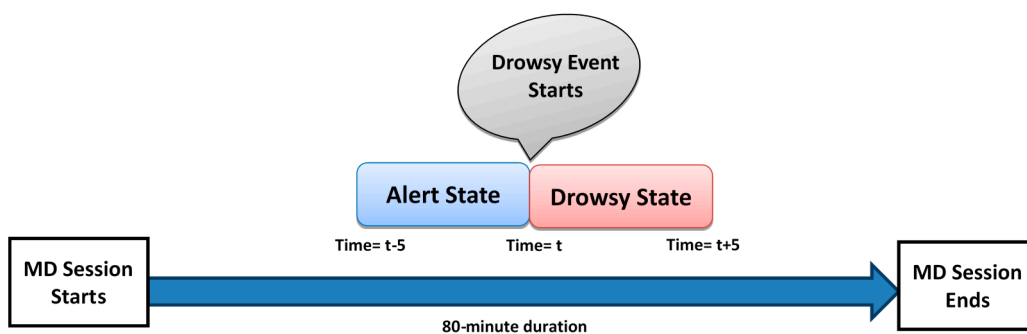 Drowsy Event
Starts
Alert State
Drowsy State
Time= t-5
Time= t
Time= t+5
MD Session
Starts
MD Session
Ends
80-minute duration